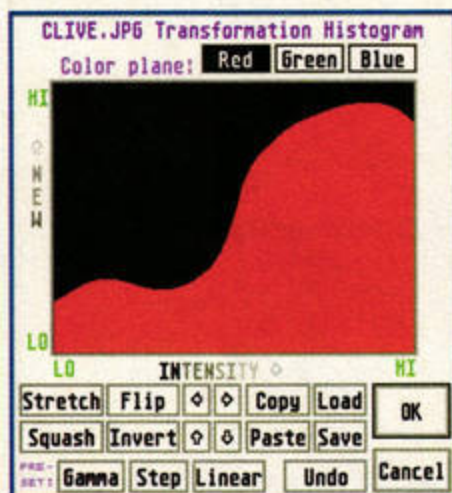 CLIVE.JPG Transformation Histogram
Color plane: Red Green Blue
HI
NEW
LO
LO INTENSITY HI
Stretch Flip Copy Load OK
Squash Invert Paste Save
PRE-SET: Gamma Step Linear Undo Cancel